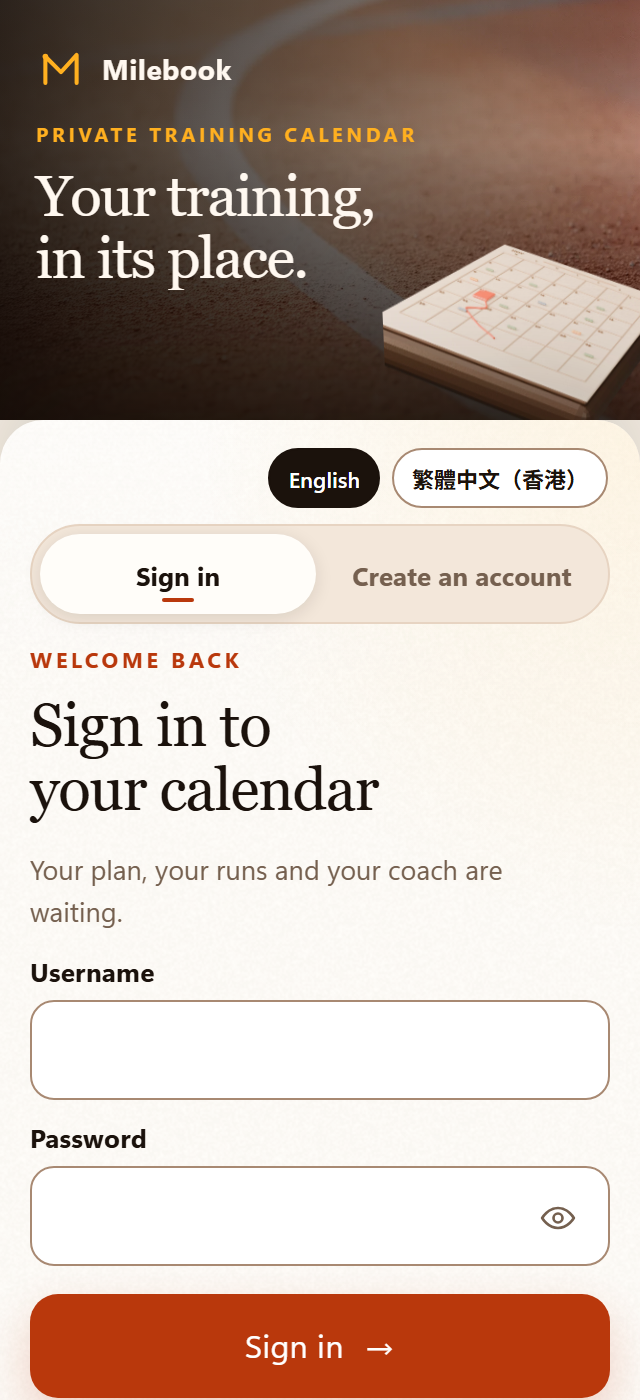 Milebook
PRIVATE TRAINING CALENDAR
Your training,
in its place.
English
繁體中文（香港）
Sign in
Create an account
WELCOME BACK
Sign in to
your calendar
Your plan, your runs and your coach are
waiting.
Username
Password
Sign in →